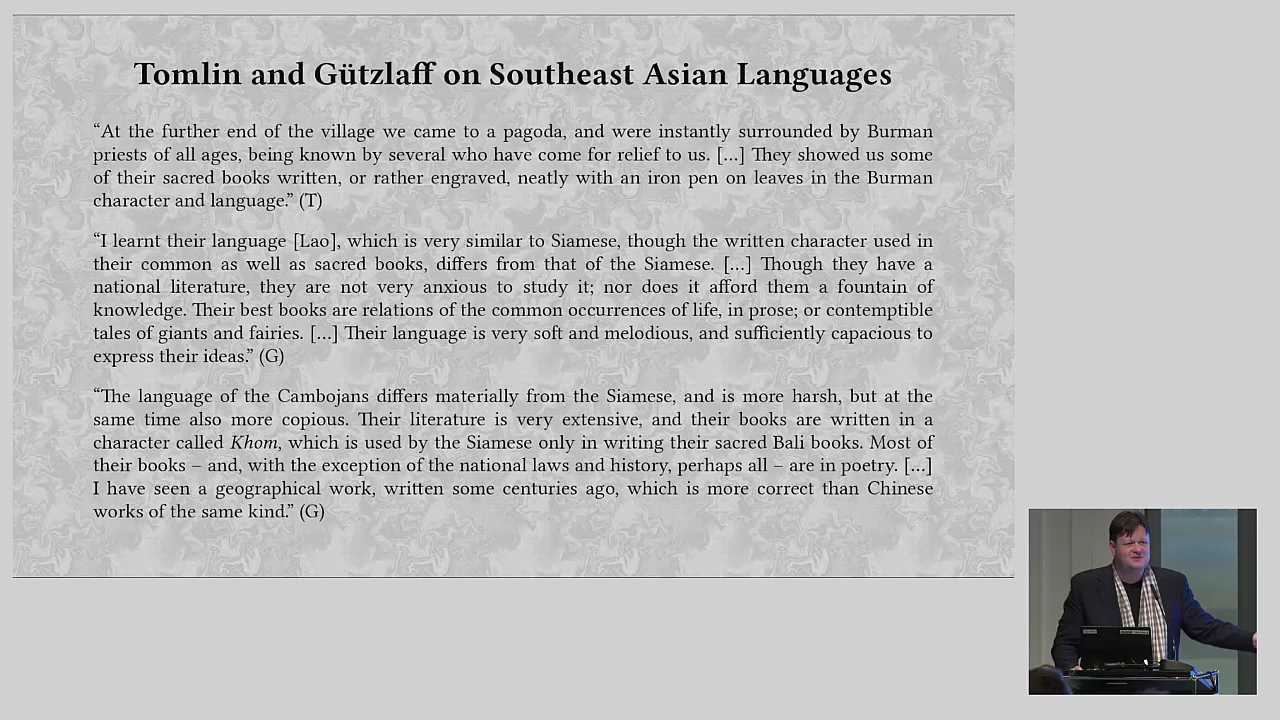 Tomlin and Gützlaff on Southeast Asian Languages
“At the further end of the village we came to a pagoda, and were instantly surrounded by Burman
priests of all ages, being known by several who have come for relief to us. […] They showed us some
of their sacred books written, or rather engraved, neatly with an iron pen on leaves in the Burman
character and language.” (T)
“I learnt their language [Lao], which is very similar to Siamese, though the written character used in
their common as well as sacred books, differs from that of the Siamese. […] Though they have a
national literature, they are not very anxious to study it; nor does it afford them a fountain of
knowledge. Their best books are relations of the common occurrences of life, in prose; or contemptible
tales of giants and fairies. […] Their language is very soft and melodious, and sufficiently capacious to
express their ideas.” (G)
“The language of the Cambojans differs materially from the Siamese, and is more harsh, but at the
same time also more copious. Their literature is very extensive, and their books are written in a
character called Khom, which is used by the Siamese only in writing their sacred Bali books. Most of
their books – and, with the exception of the national laws and history, perhaps all – are in poetry. […]
I have seen a geographical work, written some centuries ago, which is more correct than Chinese
works of the same kind.” (G)